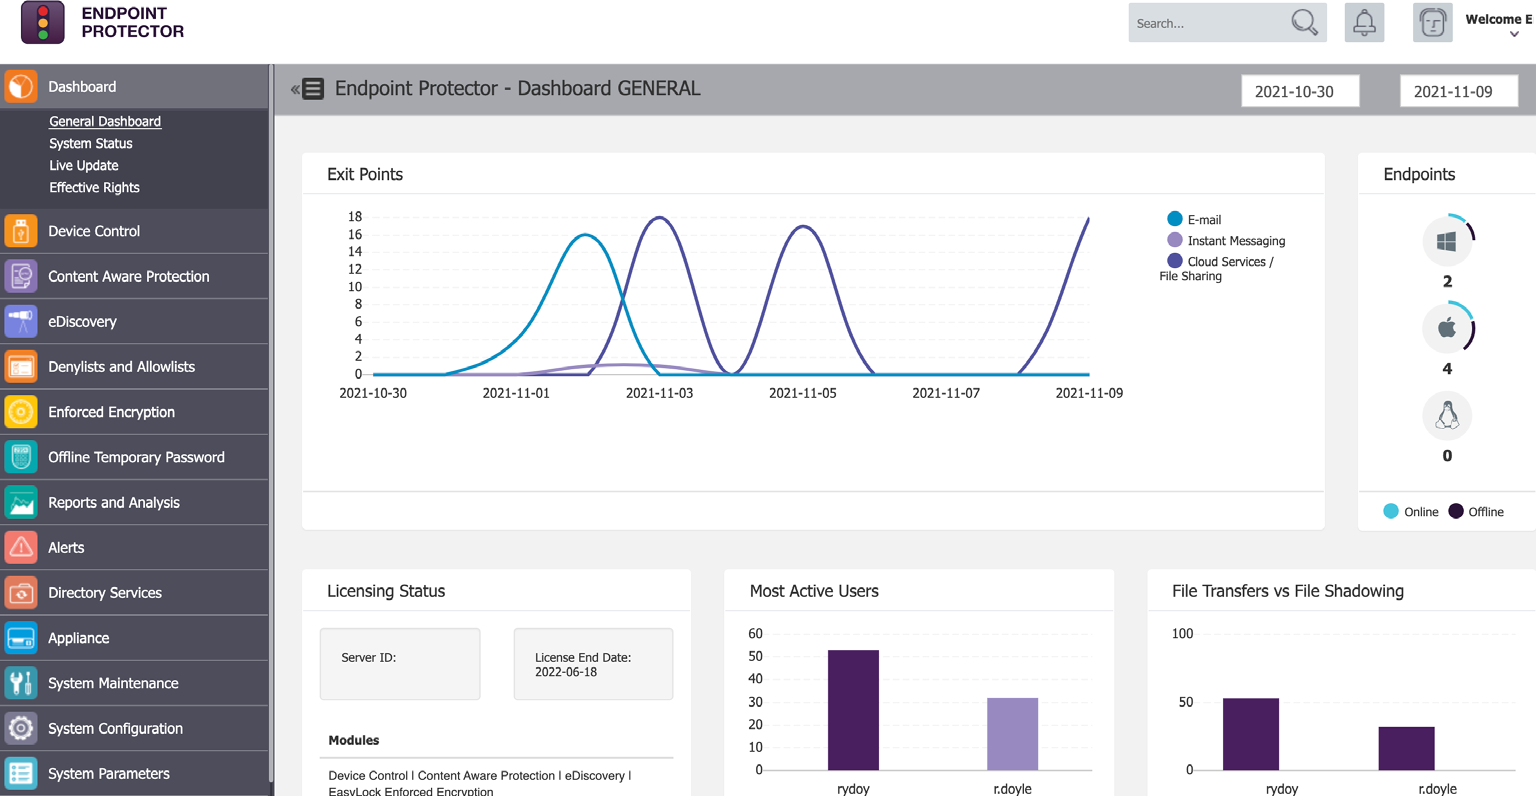 ENDPOINT
PROTECTOR
Search...
Welcome E
Dashboard
General Dashboard
System Status
Live Update
Effective Rights
Device Control
Content Aware Protection
eDiscovery
Denylists and Allowlists
Enforced Encryption
Offline Temporary Password
Reports and Analysis
Alerts
Directory Services
Appliance
System Maintenance
System Configuration
System Parameters
« Endpoint Protector - Dashboard GENERAL
2021-10-30
2021-11-09
Exit Points
18
16
14
12
10
8
6
4
2
0
2021-10-30 2021-11-01 2021-11-03 2021-11-05 2021-11-07 2021-11-09
E-mail
Instant Messaging
Cloud Services /
File Sharing
Endpoints
2
4
0
Online Offline
Licensing Status
Server ID:
License End Date:
2022-06-18
Modules
Device Control | Content Aware Protection | eDiscovery |
EasyLock Enforced Encryption
Most Active Users
60
50
40
30
20
10
0
rydoy r.doyle
File Transfers vs File Shadowing
100
50
0
rydoy r.doyle